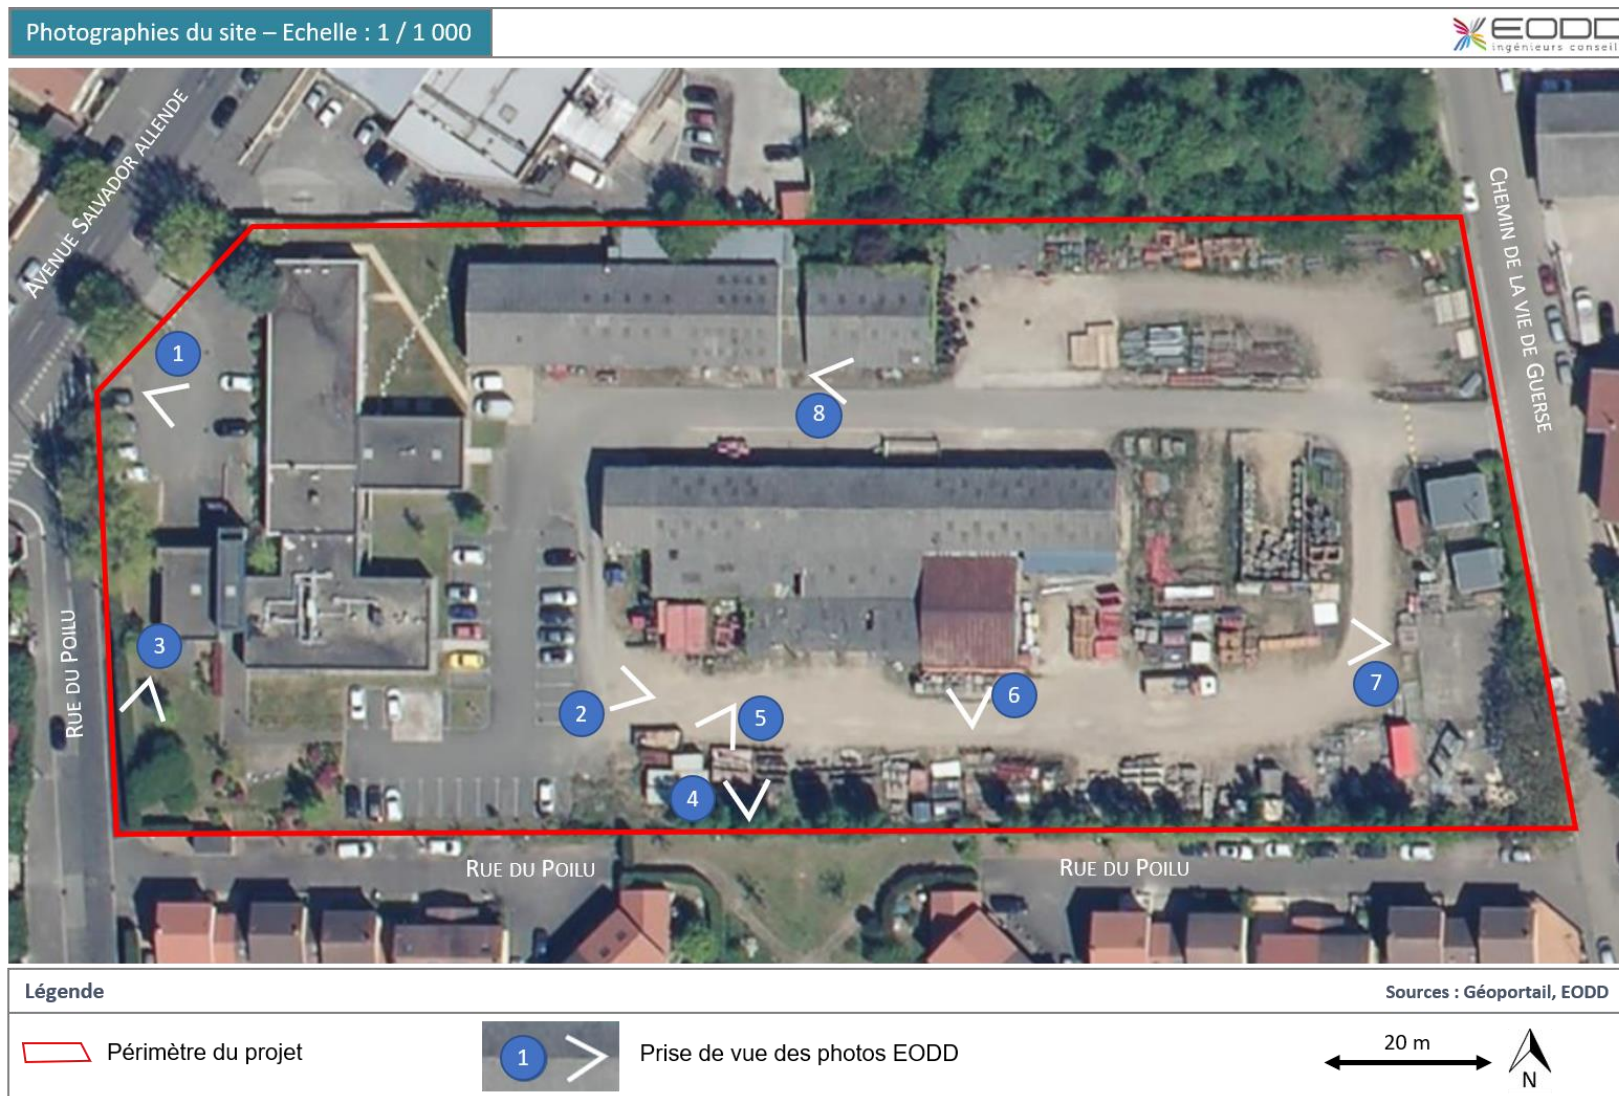 Photographies du site – Echelle : 1 / 1 000
EODD
ingénieurs conseil
AVENUE SALVADOR ALLENDE
CHEMIN DE LA VIE DE GUERSE
RUE DU POILU
1
2
3
4
5
6
7
8
RUE DU POILU
RUE DU POILU
Légende
Sources : Géoportail, EODD
Périmètre du projet
1
Prise de vue des photos EODD
20 m
N